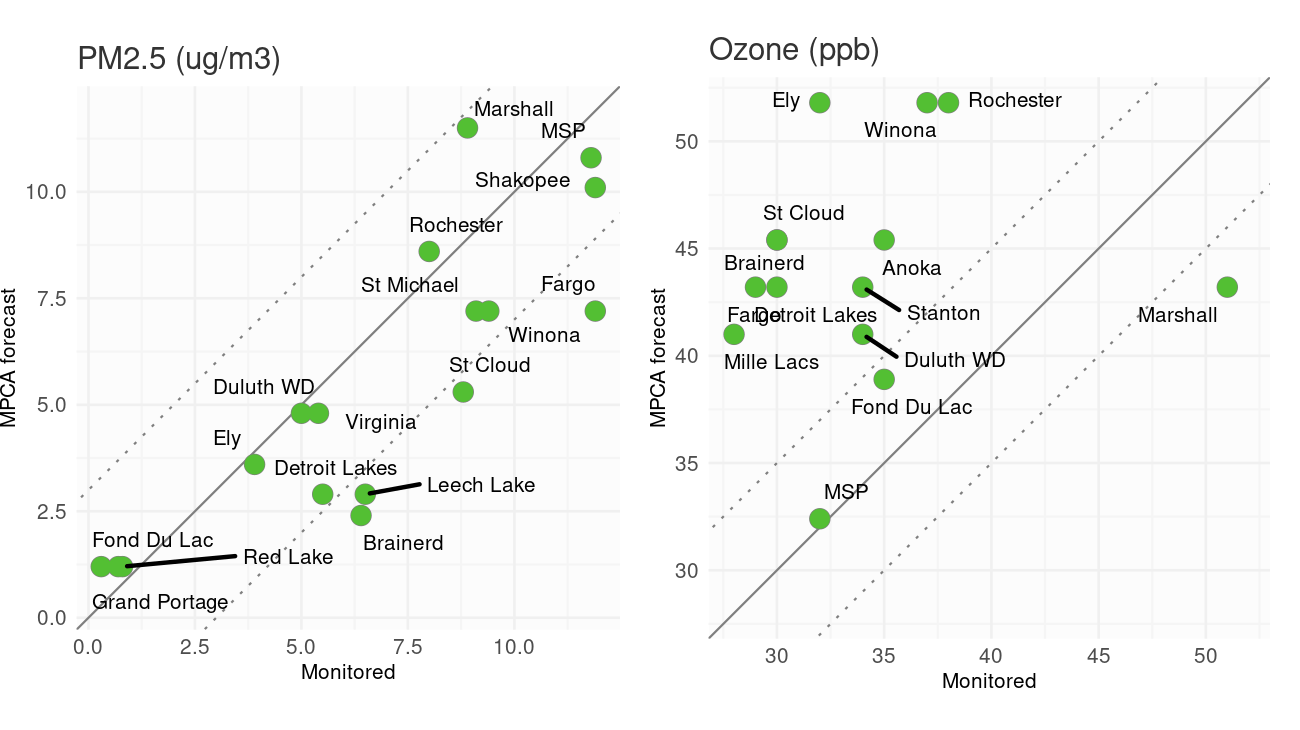 PM2.5 (ug/m3)
Marshall
MSP
Shakopee
Rochester
St Michael
Fargo
Winona
St Cloud
Duluth WD
Virginia
Ely
Detroit Lakes
Leech Lake
Brainerd
Fond Du Lac
Red Lake
Grand Portage
10.0
7.5
5.0
2.5
0.0
0.0 2.5 5.0 7.5 10.0
Monitored
MPCA forecast
Ozone (ppb)
Ely
Rochester
Winona
St Cloud
Brainerd
Anoka
Fargo
Detroit Lakes
Stanton
Marshall
Mille Lacs
Duluth WD
Fond Du Lac
MSP
50
45
40
35
30
30 35 40 45 50
Monitored
MPCA forecast